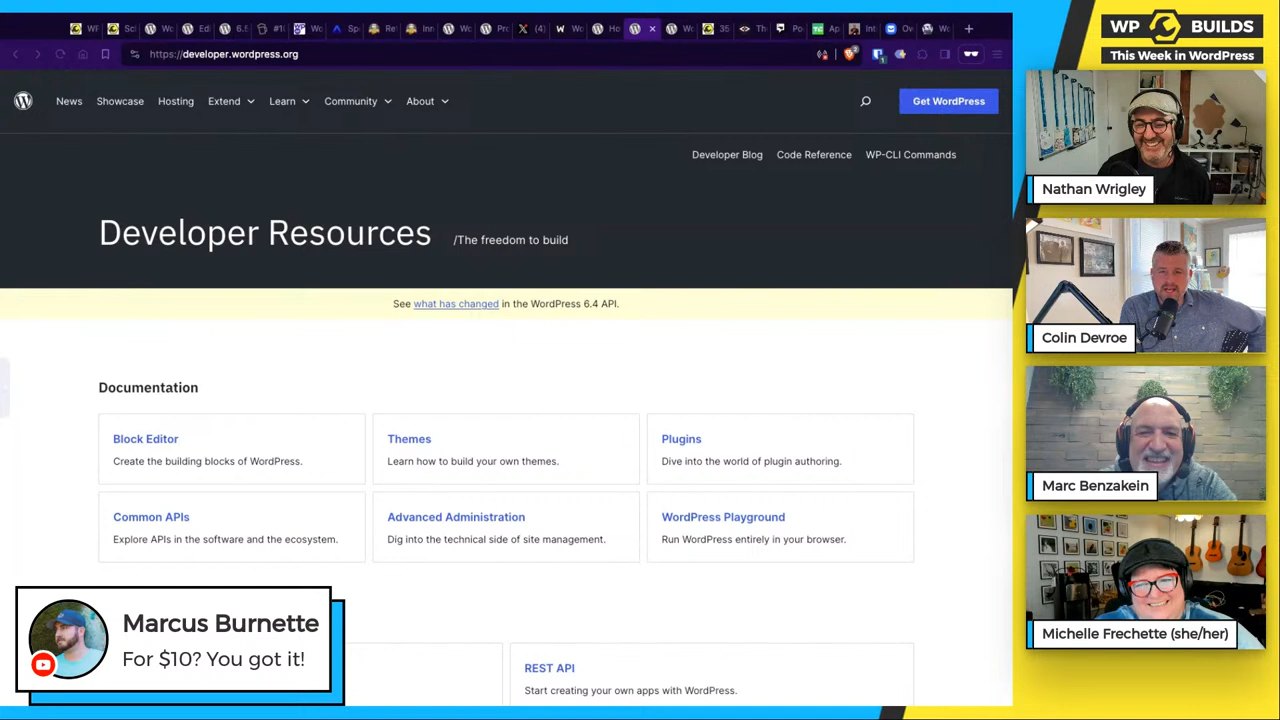 https://developer.wordpress.org
WP BUILDS
This Week in WordPress
News Showcase Hosting Extend Learn Community About
Get WordPress
Developer Blog Code Reference WP-CLI Commands
Developer Resources /The freedom to build
See what has changed in the WordPress 6.4 API.
Documentation
Block Editor
Create the building blocks of WordPress.
Themes
Learn how to build your own themes.
Plugins
Dive into the world of plugin authoring.
Common APIs
Explore APIs in the software and the ecosystem.
Advanced Administration
Dig into the technical side of site management.
WordPress Playground
Run WordPress entirely in your browser.
REST API
Start creating your own apps with WordPress.
Marcus Burnette
For $10? You got it!
Nathan Wrigley
Colin Devroe
Marc Benzakein
Michelle Frechette (she/her)